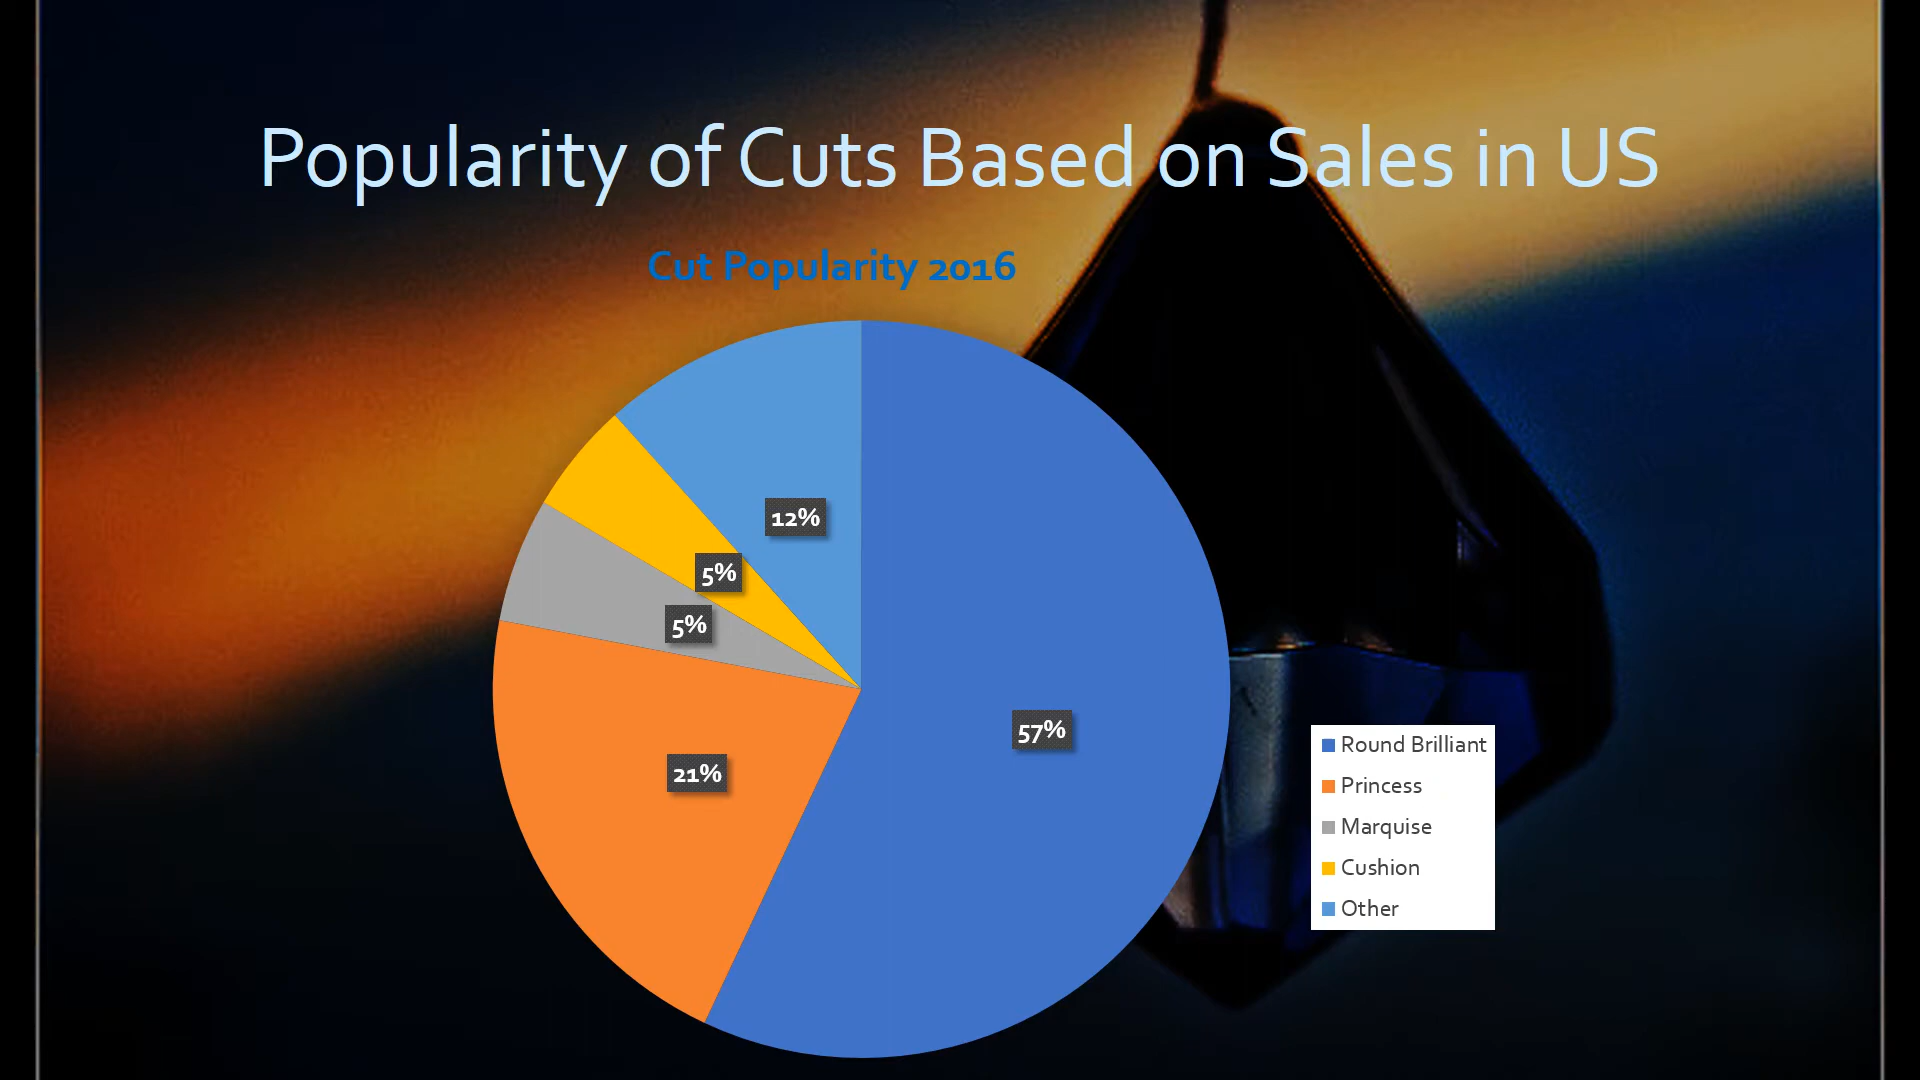 Popularity of Cuts Based on Sales in US
Cut Popularity 2016
12%
5%
5%
57%
21%
Round Brilliant
Princess
Marquise
Cushion
Other